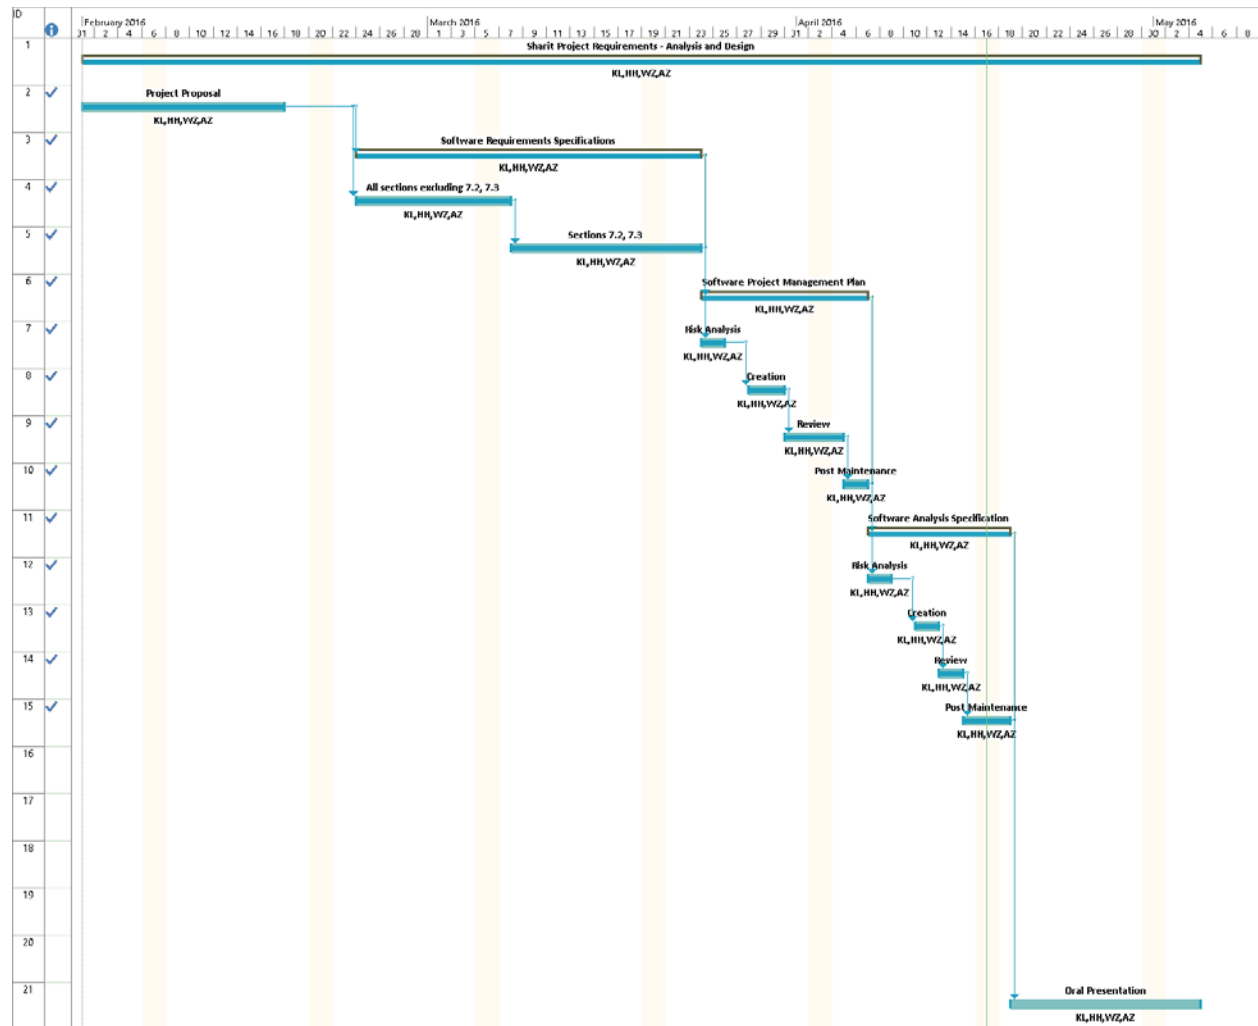 ID
February 2016 March 2016 April 2016 May 2016
31 2 4 6 8 10 12 14 16 18 20 22 24 26 28 1 3 5 7 9 11 13 15 17 19 21 23 25 27 29 31 2 4 6 8 10 12 14 16 18 20 22 24 26 28 30 2 4 6 8
1
Sharit Project Requirements - Analysis and Design
KL,HH,WZ,AZ
2
Project Proposal
KL,HH,WZ,AZ
3
Software Requirements Specifications
KL,HH,WZ,AZ
4
All sections excluding 7.2, 7.3
KL,HH,WZ,AZ
5
Sections 7.2, 7.3
KL,HH,WZ,AZ
6
Software Project Management Plan
KL,HH,WZ,AZ
7
Risk Analysis
KL,HH,WZ,AZ
8
Creation
KL,HH,WZ,AZ
9
Review
KL,HH,WZ,AZ
10
Post Maintenance
KL,HH,WZ,AZ
11
Software Analysis Specification
KL,HH,WZ,AZ
12
Risk Analysis
KL,HH,WZ,AZ
13
Creation
KL,HH,WZ,AZ
14
Review
KL,HH,WZ,AZ
15
Post Maintenance
KL,HH,WZ,AZ
16
17
18
19
20
21
Oral Presentation
KL,HH,WZ,AZ